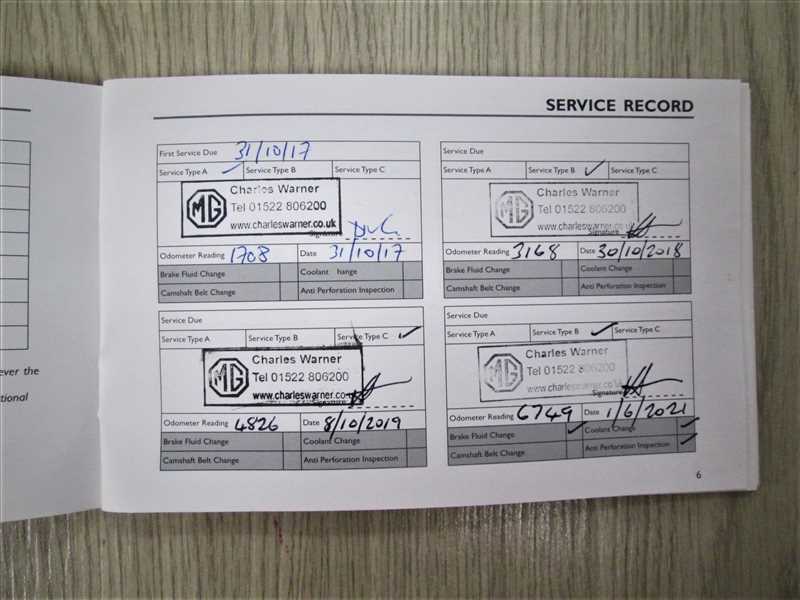 SERVICE RECORD
First Service Due 31/10/17
Service Type A ✓ Service Type B Service Type C
MG
Charles Warner
Tel 01522 806200
www.charleswarner.co.uk
Signature
Odometer Reading 1708 Date 31/10/17
Brake Fluid Change Coolant hange
Camshaft Belt Change Anti Perforation Inspection
Service Due
Service Type A Service Type B ✓ Service Type C
MG
Charles Warner
Tel 01522 806200
www.charleswarner.co.uk
Signature
Odometer Reading 3168 Date 30/10/2018
Brake Fluid Change Coolant Change
Camshaft Belt Change Anti Perforation Inspection
Service Due
Service Type A Service Type B Service Type C ✓
MG
Charles Warner
Tel 01522 806200
www.charleswarner.co.uk
Signature
Odometer Reading 4826 Date 8/10/2019
Brake Fluid Change Coolant Change
Camshaft Belt Change Anti Perforation Inspection
Service Due
Service Type A Service Type B ✓ Service Type C
MG
Charles Warner
Tel 01522 806200
www.charleswarner.co.uk
Signature
Odometer Reading 6749 Date 1/6/2021
Brake Fluid Change ✓ Coolant Change ✓
Camshaft Belt Change Anti Perforation Inspection ✓
6
ever the
tional